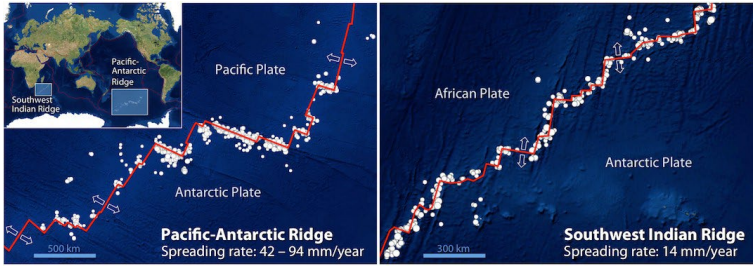 Pacific-
Antarctic
Ridge
Southwest
Indian Ridge
Pacific Plate
Antarctic Plate
Pacific-Antarctic Ridge
Spreading rate: 42 – 94 mm/year
500 km
African Plate
Antarctic Plate
Southwest Indian Ridge
Spreading rate: 14 mm/year
300 km